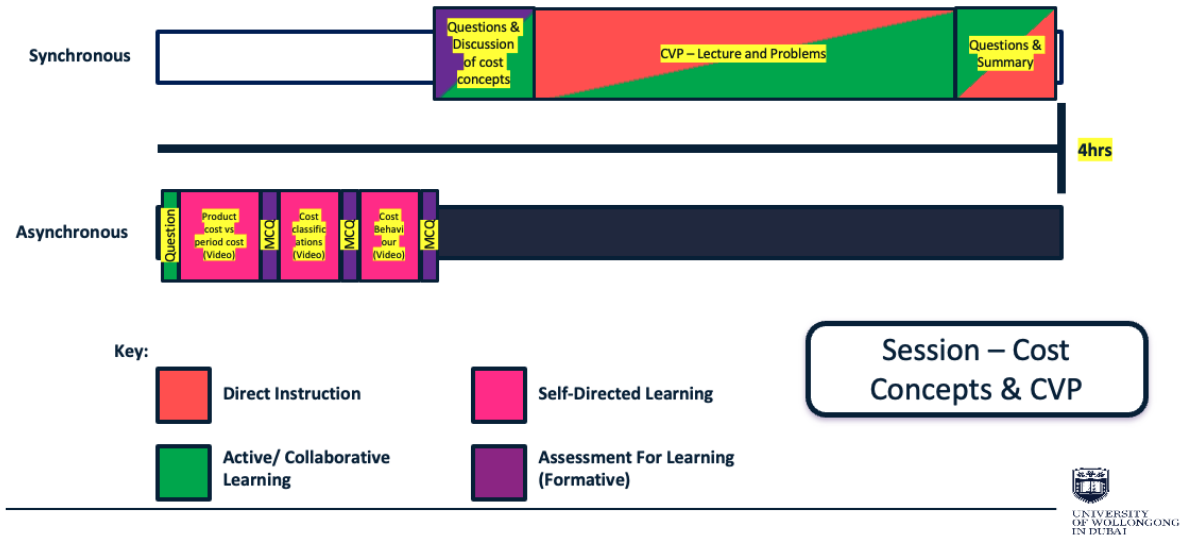 Synchronous
Questions &
Discussion
of cost
concepts
CVP – Lecture and Problems
Questions &
Summary
4hrs
Asynchronous
Question
Product
cost vs
period cost
(Video)
MCQ
Cost
classific
ations
(Video)
MCQ
Cost
Behavi
our
(Video)
MCQ
Key:
Direct Instruction
Self-Directed Learning
Active/ Collaborative
Learning
Assessment For Learning
(Formative)
Session – Cost
Concepts & CVP
UNIVERSITY
OF WOLLONGONG
IN DUBAI